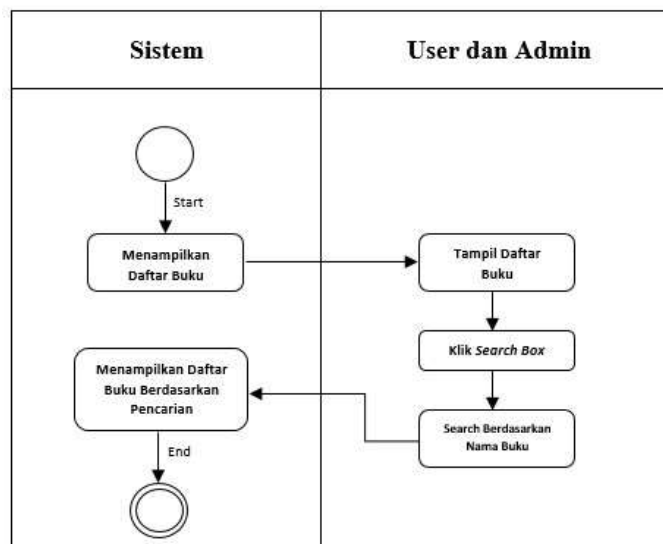 Sistem
User dan Admin
Start
Menampilkan
Daftar Buku
Tampil Daftar
Buku
Klik Search Box
Search Berdasarkan
Nama Buku
Menampilkan Daftar
Buku Berdasarkan
Pencarian
End